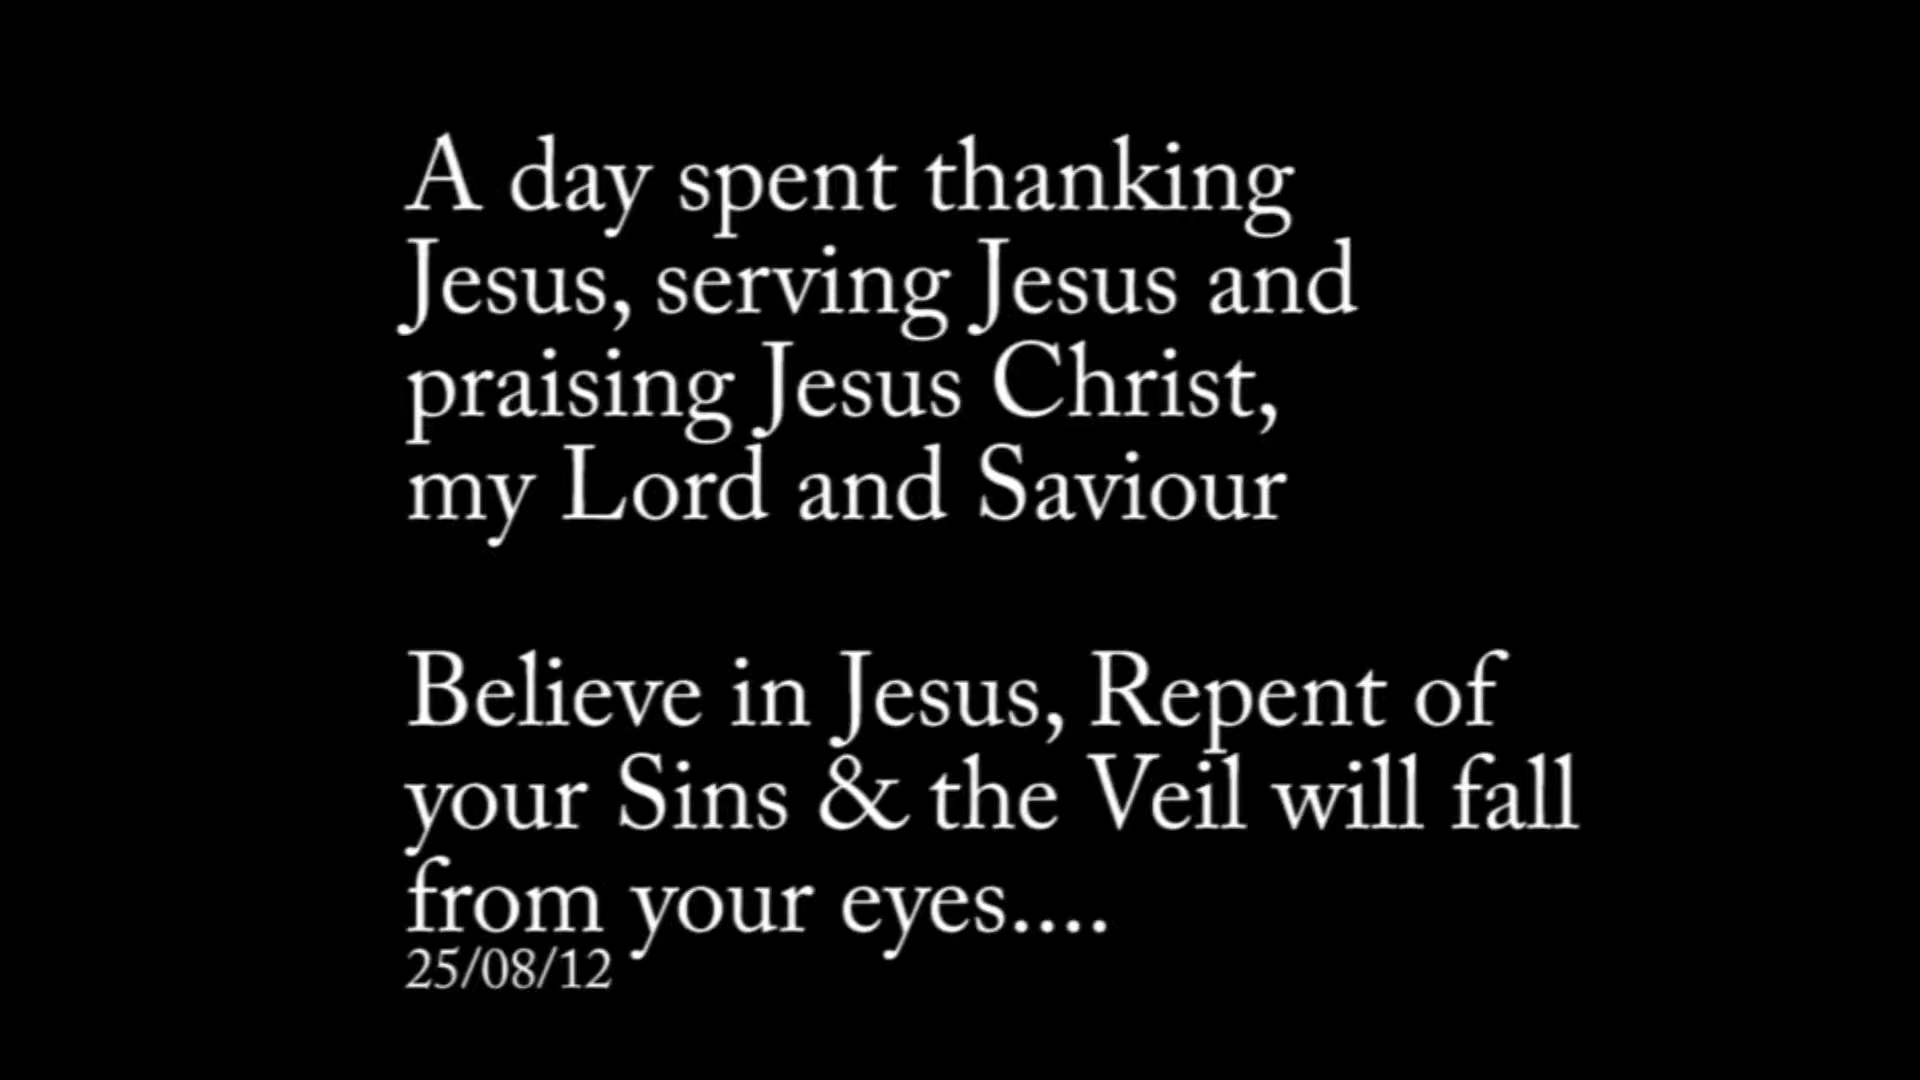 A day spent thanking
Jesus, serving Jesus and
praising Jesus Christ,
my Lord and Saviour
Believe in Jesus, Repent of
your Sins & the Veil will fall
from your eyes....
25/08/12